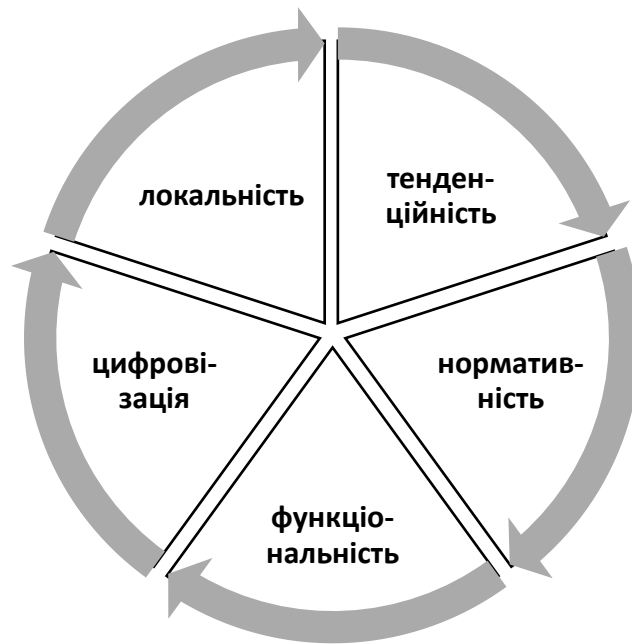 тенден-
ційність
норматив-
ність
функціо-
нальність
цифрові-
зація
локальність